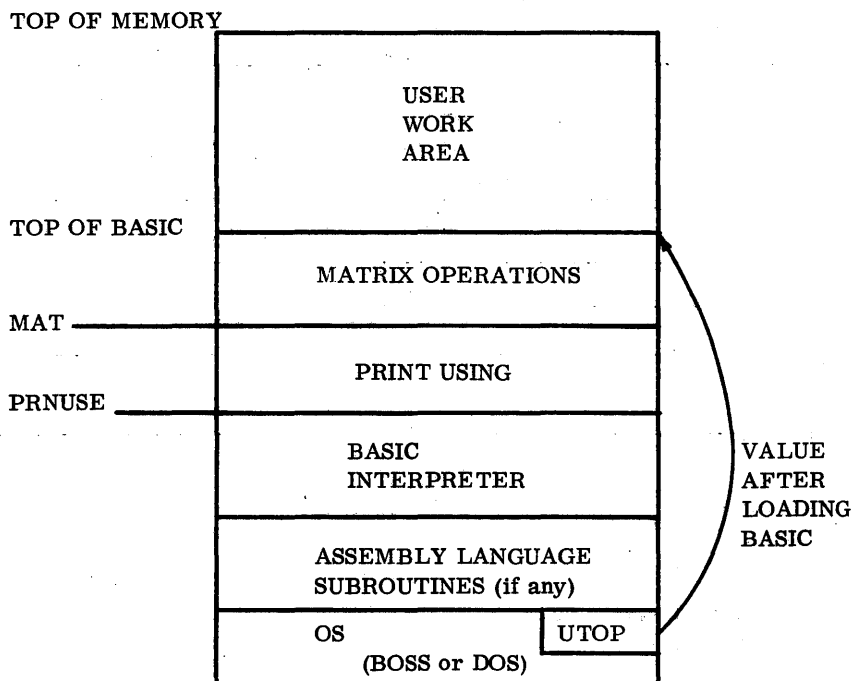 TOP OF MEMORY
USER
WORK
AREA
TOP OF BASIC
MATRIX OPERATIONS
MAT
PRINT USING
PRNUSE
BASIC
INTERPRETER
VALUE
AFTER
LOADING
BASIC
ASSEMBLY LANGUAGE
SUBROUTINES (if any)
OS
UTOP
(BOSS or DOS)